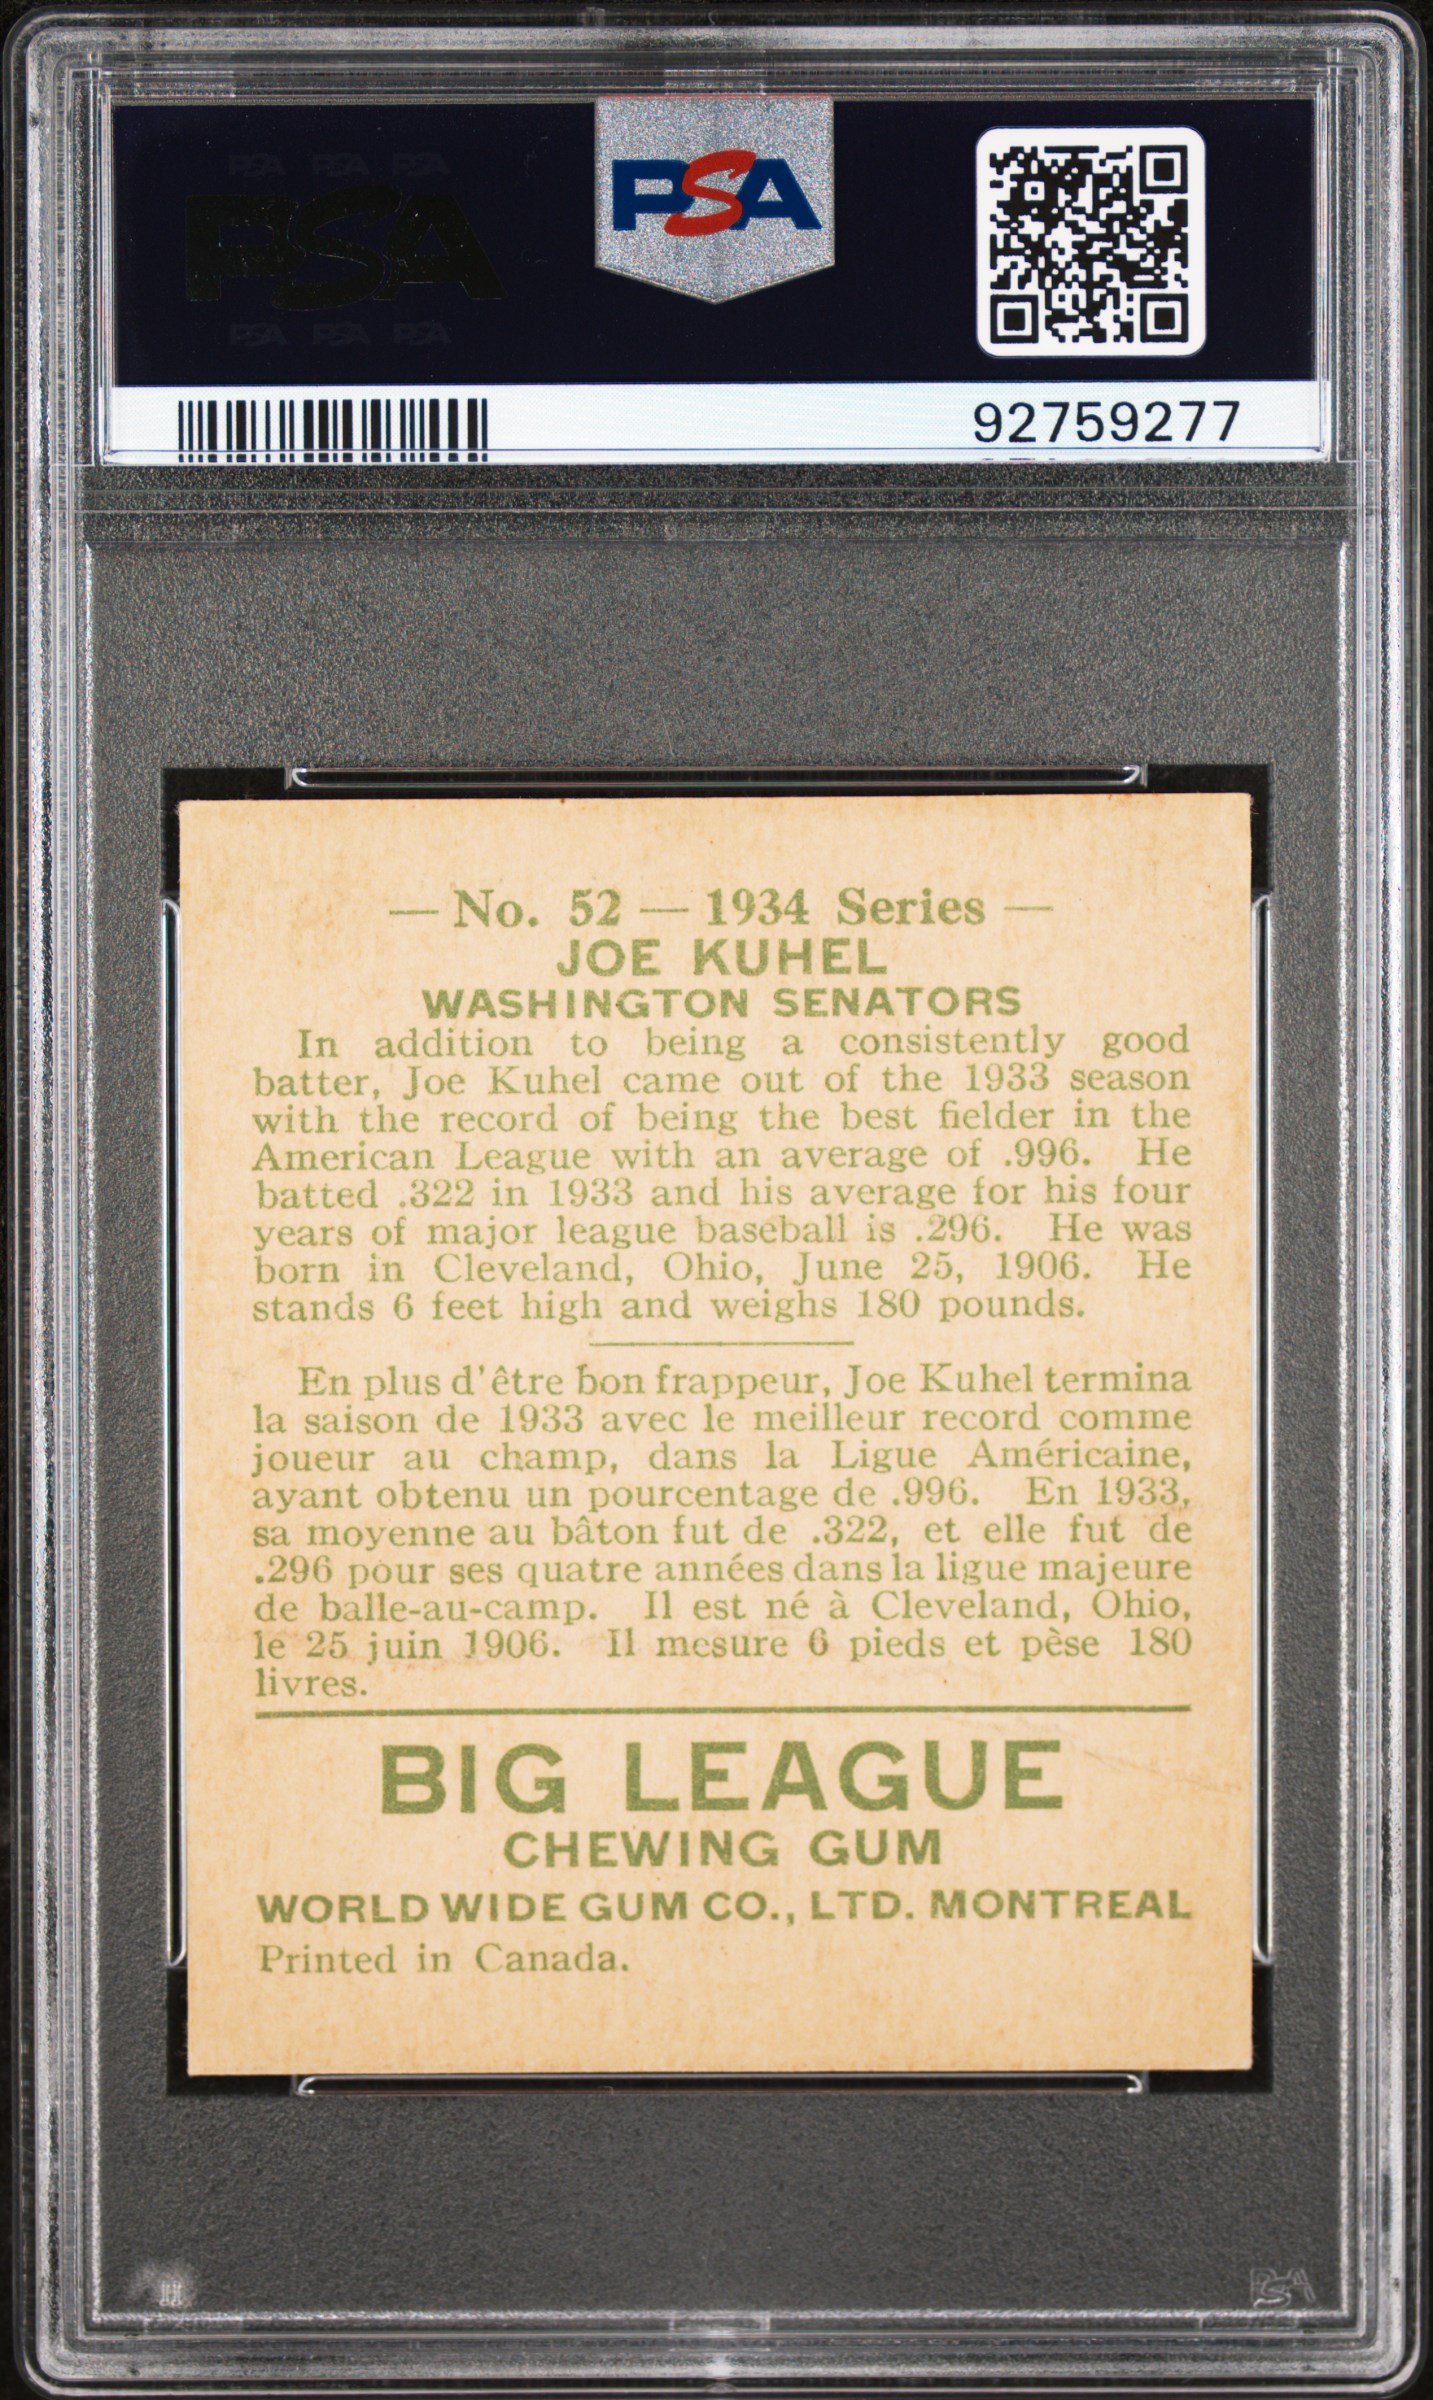 PSA PSA PSA
PSA
PSA PSA PSA
PSA
92759277
— No. 52 — 1934 Series —
JOE KUHEL
WASHINGTON SENATORS
In addition to being a consistently good
batter, Joe Kuhel came out of the 1933 season
with the record of being the best fielder in the
American League with an average of .996. He
batted .322 in 1933 and his average for his four
years of major league baseball is .296. He was
born in Cleveland, Ohio, June 25, 1906. He
stands 6 feet high and weighs 180 pounds.
En plus d'être bon frappeur, Joe Kuhel termina
la saison de 1933 avec le meilleur record comme
joueur au champ, dans la Ligue Américaine,
ayant obtenu un pourcentage de .996. En 1933,
sa moyenne au bâton fut de .322, et elle fut de
.296 pour ses quatre années dans la ligue majeure
de balle-au-camp. Il est né à Cleveland, Ohio,
le 25 juin 1906. Il mesure 6 pieds et pèse 180
livres.
BIG LEAGUE
CHEWING GUM
WORLD WIDE GUM CO., LTD. MONTREAL
Printed in Canada.
PSA